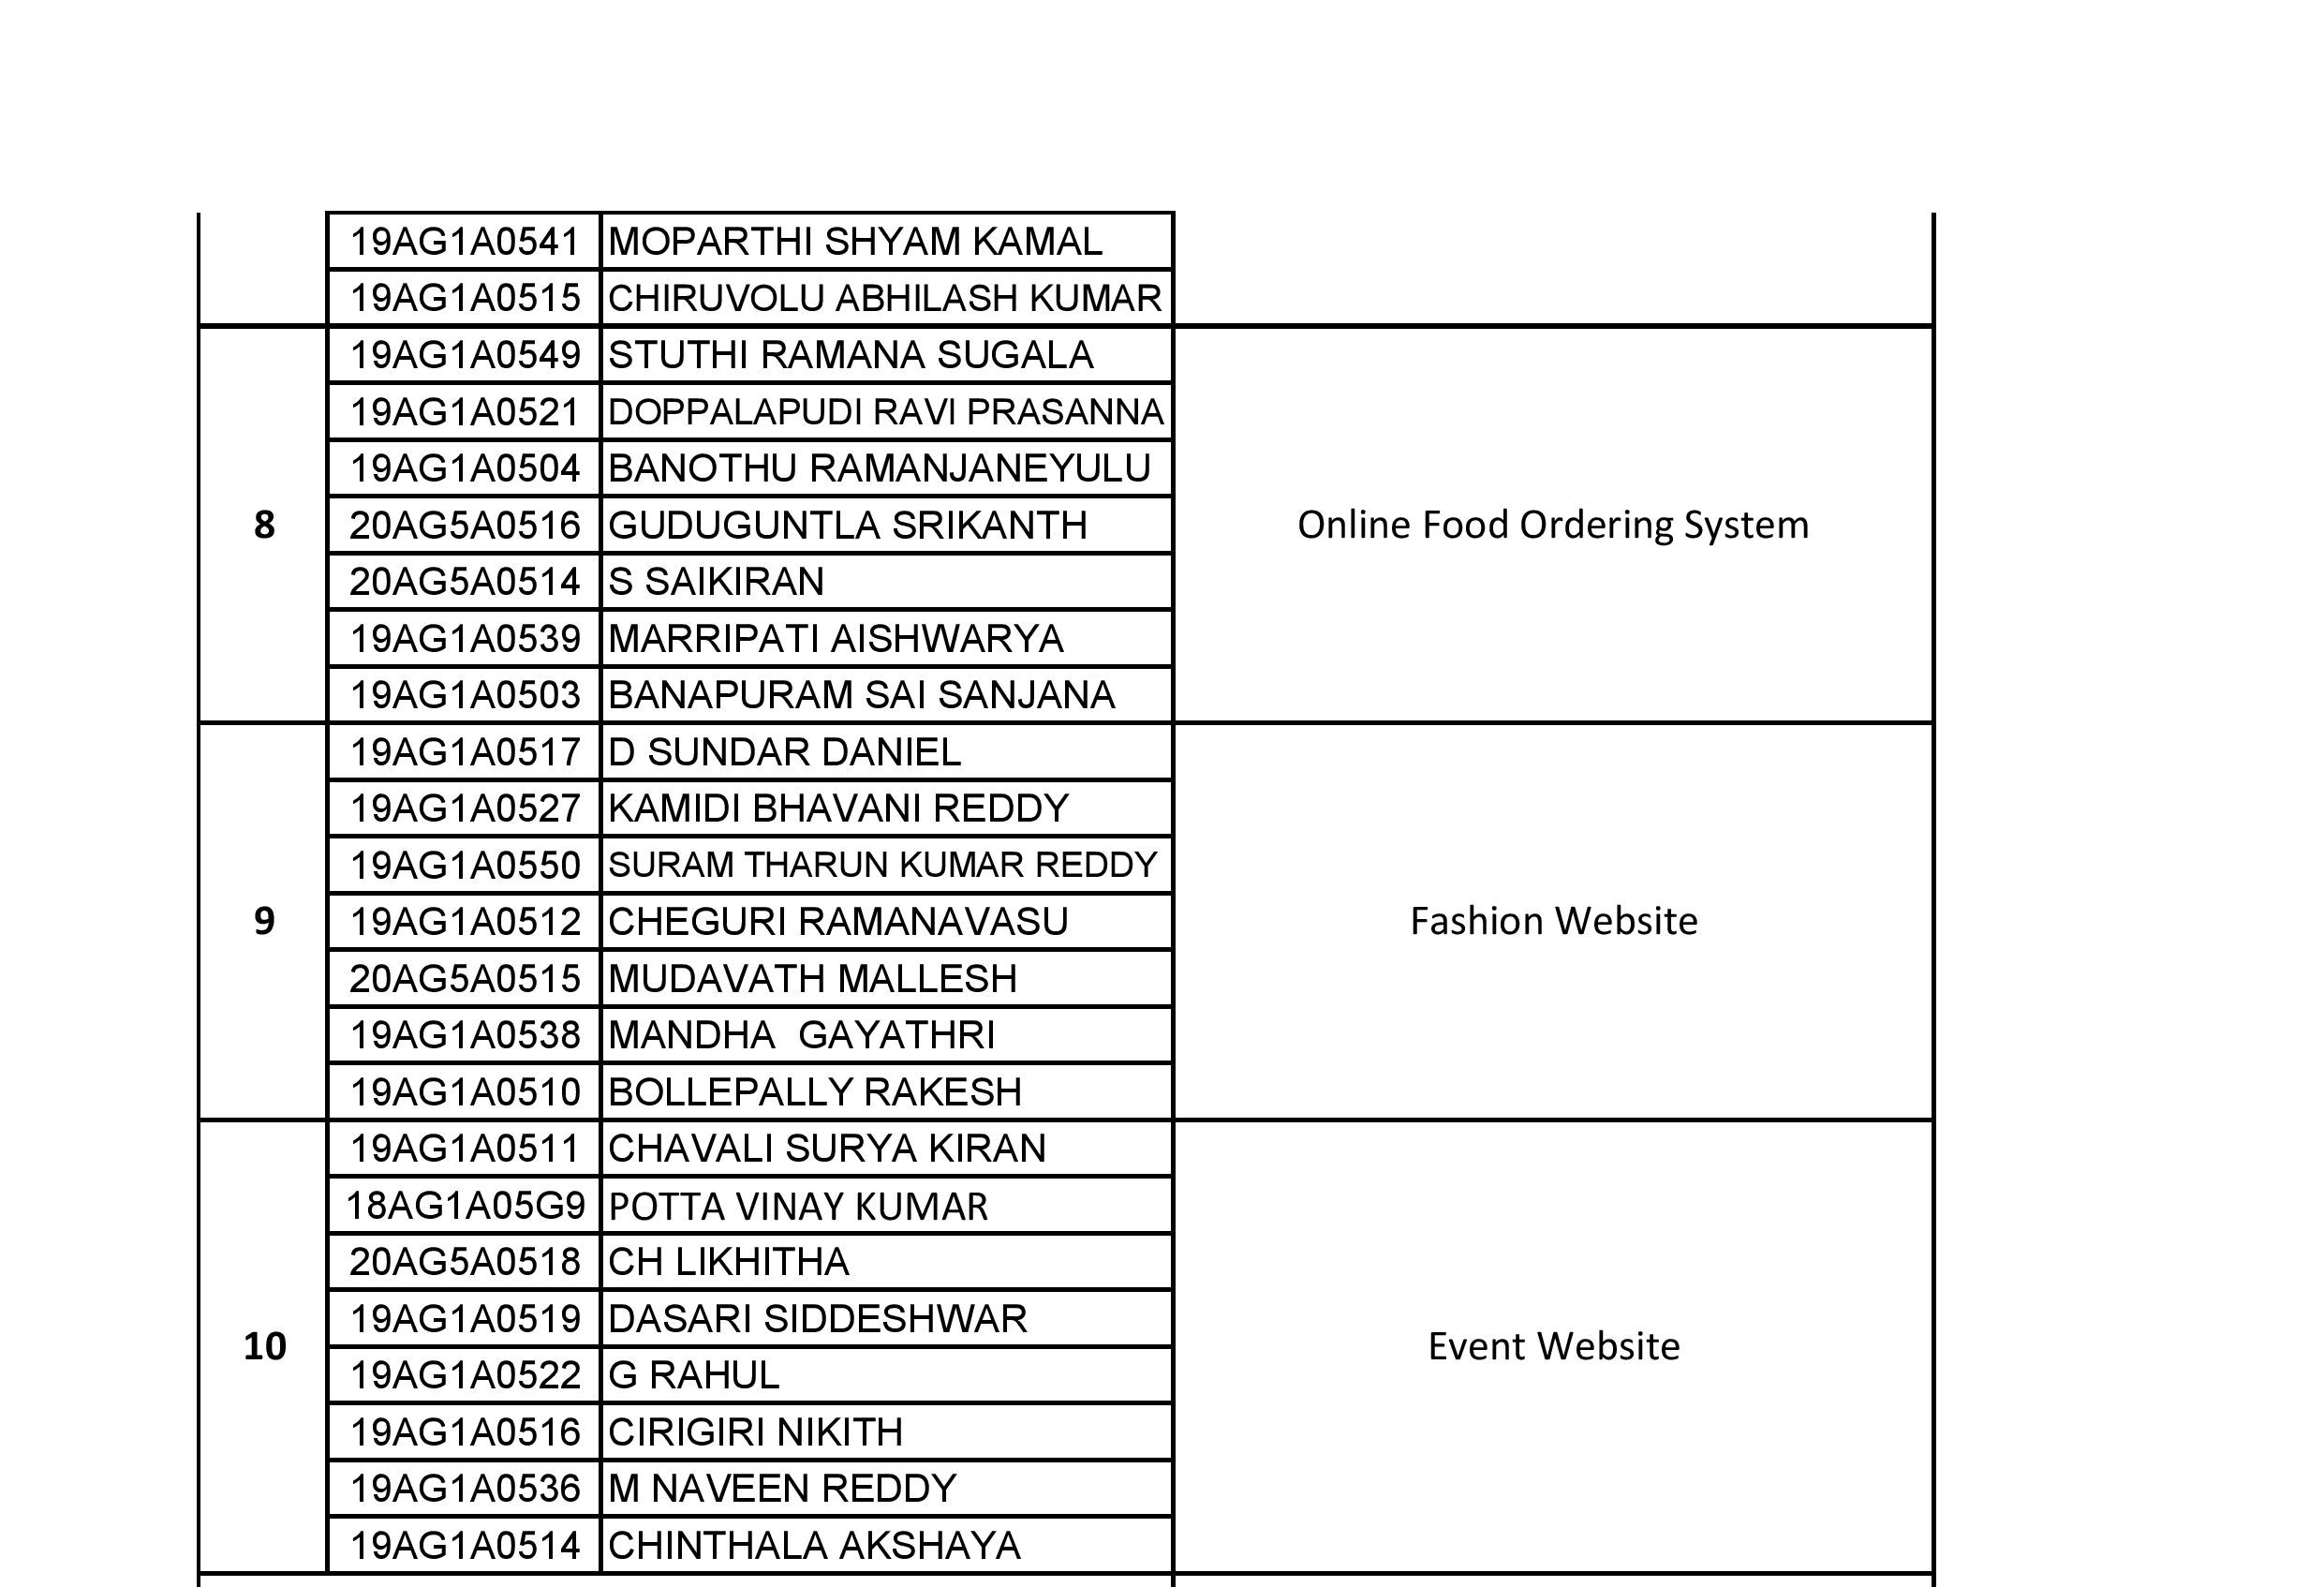 19AG1A0541 MOPARTHI SHYAM KAMAL
19AG1A0515 CHIRUVOLU ABHILASH KUMAR
8
19AG1A0549 STUTHI RAMANA SUGALA
19AG1A0521 DOPPALAPUDI RAVI PRASANNA
19AG1A0504 BANOTHU RAMANJANEYULU
20AG5A0516 GUDUGUNTLA SRIKANTH
20AG5A0514 S SAIKIRAN
19AG1A0539 MARRIPATI AISHWARYA
19AG1A0503 BANAPURAM SAI SANJANA
Online Food Ordering System
9
19AG1A0517 D SUNDAR DANIEL
19AG1A0527 KAMIDI BHAVANI REDDY
19AG1A0550 SURAM THARUN KUMAR REDDY
19AG1A0512 CHEGURI RAMANAVASU
20AG5A0515 MUDAVATH MALLESH
19AG1A0538 MANDHA  GAYATHRI
19AG1A0510 BOLLEPALLY RAKESH
Fashion Website
10
19AG1A0511 CHAVALI SURYA KIRAN
18AG1A05G9 POTTA VINAY KUMAR
20AG5A0518 CH LIKHITHA
19AG1A0519 DASARI SIDDESHWAR
19AG1A0522 G RAHUL
19AG1A0516 CIRIGIRI NIKITH
19AG1A0536 M NAVEEN REDDY
19AG1A0514 CHINTHALA AKSHAYA
Event Website